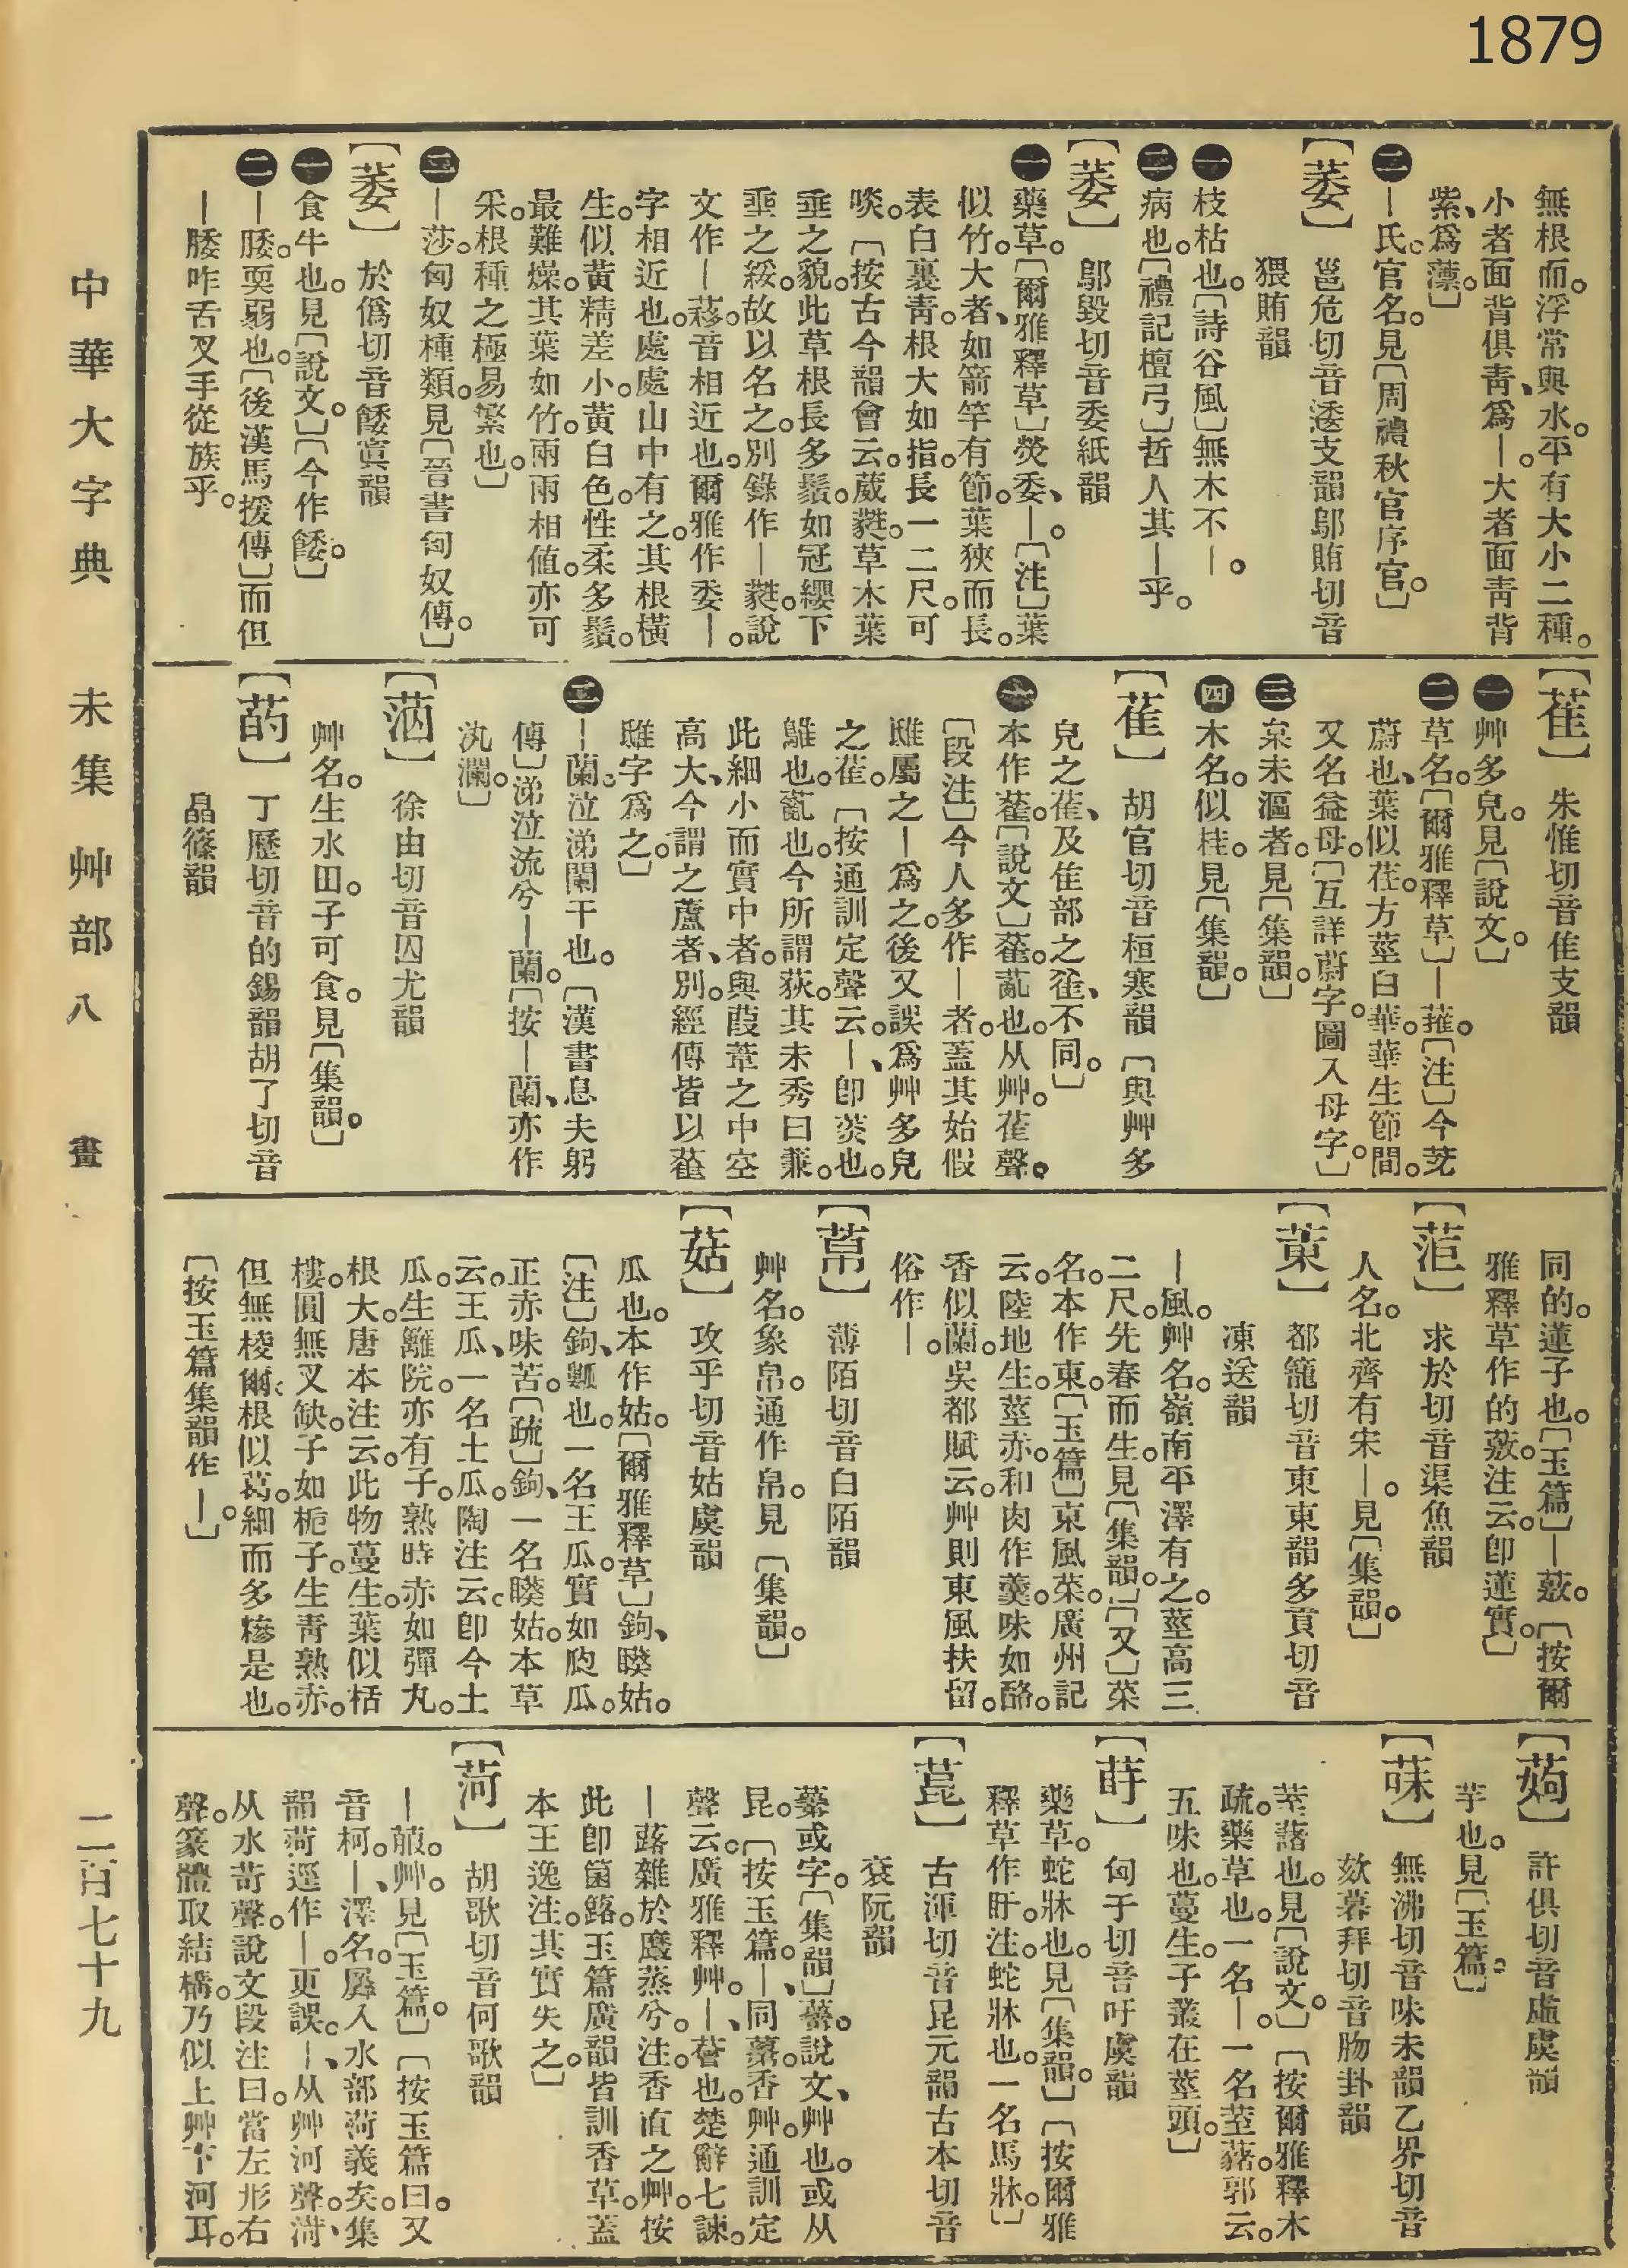 1879
無根而。浮常與水。平有大小二種。
小者面背俱靑、爲｜。大者面靑背
紫、爲薸。〕
㊁｜氏。官名。見〔周禮秋官序官。〕
【萎】邕危切音逶支韻鄔賄切音
猥賄韻
㊀枝枯也。〔詩谷風〕無木不｜。
㊁病也。〔禮記檀弓〕哲人其｜乎。
【萎】鄔毀切音委紙韻
㊀藥草。〔爾雅釋草〕熒、委｜。〔注〕葉
似竹。大者、如箭竿有節。葉狹而長。
表白裏靑。根大如指。長一二尺。可
啖。〔按古今韻會云。葳蕤。草木葉
垂之貌。此草根長多鬚。如冠纓下
垂之緌。故以名之。別錄作｜蕤。說
文作｜䓲。音相近也。爾雅作委｜。
字相近也。處處山中有之。其根橫
生。似黃精差小。黃白色。性柔多鬚。
最難燥。其葉如竹。兩兩相値。亦可
采。根種之極易繁也。〕
㊂｜莎。匈奴種類。見〔晉書匈奴傳。〕
【萎】於僞切音餧寘韻
㊀食牛也。見〔說文。〕〔今作餧。〕
㊁｜腇。耎弱也。〔後漢馬援傳〕而但
｜腇咋舌叉手從族乎。
【萑】朱惟切音隹支韻
㊀艸多皃。見〔說文。〕
㊁草名。〔爾雅釋草〕｜、蓷。〔注〕今茺
蔚也、葉似荏。方莖白華。華生節間。
又名益母。〔互詳蔚字圖入母字。〕
㊂枲未漚者。見〔集韻。〕
㊃木名。似桂。見〔集韻。〕
【萑】胡官切音桓寒韻〔與艸多
皃之萑、及隹部之雈、不同。〕
㊀本作雚。〔說文〕雚。薍也。从艸。萑聲。
〔段注〕今人多作｜者。蓋其始假
雖屬之｜爲之。後又誤爲艸多皃
之萑。〔按通訓定聲云。｜、卽菼也。
鵻也。薍也。今所謂荻。其未秀曰蒹。
此細小而實中者。與葭葦之中空
高大、今謂之蘆者、別。經傳皆以雚
雖字爲之。〕
㊁｜蘭。泣涕闌干也。〔漢書息夫躬
傳〕涕泣流兮｜蘭。〔按｜蘭、亦作
汍瀾。〕
【莤】徐由切音囚尤韻
艸名。生水田。子可食。見〔集韻。〕
【菂】丁歷切音的錫韻胡了切音
皛篠韻
同的。蓮子也。〔玉篇〕｜、薂。〔按爾
雅釋草作的薂。注云。卽蓮實。〕
【菃】求於切音渠魚韻
人名。北齊有宋｜。見〔集韻。〕
【菄】都籠切音東東韻多貢切音
凍送韻
｜風。艸名。嶺南平澤有之。莖高三
二尺。先春而生。見〔集韻。〕〔又〕菜
名。本作東。〔玉篇〕東風菜。廣州記
云。陸地生。莖赤。和肉作羹。味如酪。
香似蘭。吳都賦云。艸則東風扶留。
俗作｜。
【菷】薄陌切音白陌韻
艸名。象帛。通作帛。見〔集韻。〕
【菇】攻乎切音姑虞韻
瓜也。本作姑。〔爾雅釋草〕鉤、䕷姑。
〔注〕鉤、㼎也。一名王瓜。實如瓝瓜。
正赤味苦。〔疏〕鉤、一名䕷姑。本草
云。王瓜、一名土瓜。陶注云。卽今土
瓜。生籬院。亦有子。熟時赤如彈丸。
根大。唐本注云。此物蔓生。葉似栝
樓。圓無叉缺。子如梔子。生靑熟赤。
但無棱爾。根似葛。細而多糝是也。
〔按玉篇集韻作｜。〕
【蒟】許俱切音虛虞韻
芋也。見〔玉篇。〕
【菋】無沸切音味未韻乙界切音
欬暮拜切音肳卦韻
荎藸也。見〔說文。〕〔按爾雅釋木
疏。藥草也。一名｜。一名荎藸。郭云。
五味也。蔓生。子叢在莖頭。〕
【䓇】匈于切音吁虞韻
藥草。蛇牀也。見〔集韻。〕〔按爾雅
釋草作盱。注。蛇牀也。一名馬牀。〕
【菎】古渾切音昆元韻古本切音
袞阮韻
蔂或字。〔集韻〕䔳。說文、艸也。或从
昆。〔按玉篇。｜、同䔳。香艸。通訓定
聲云。廣雅釋艸。｜、薈也。楚辭七諫。
｜蕗雜於黀蒸兮。注。香直之艸。按
此卽箘簬。玉篇廣韻皆訓香草。蓋
本王逸注。其實失之。〕
【菏】胡歌切音何歌韻
｜、菔。艸。見〔玉篇。〕〔按玉篇曰。又
音柯。｜、澤名。羼入水部菏義矣。集
韻菏逕作｜。更誤。｜、从艸河聲。菏、
从水苛聲。說文段注曰。當左形右
聲。篆體取結構。乃似上艸下河耳。
中華大字典　未集　艸部　八畫　二百七十九